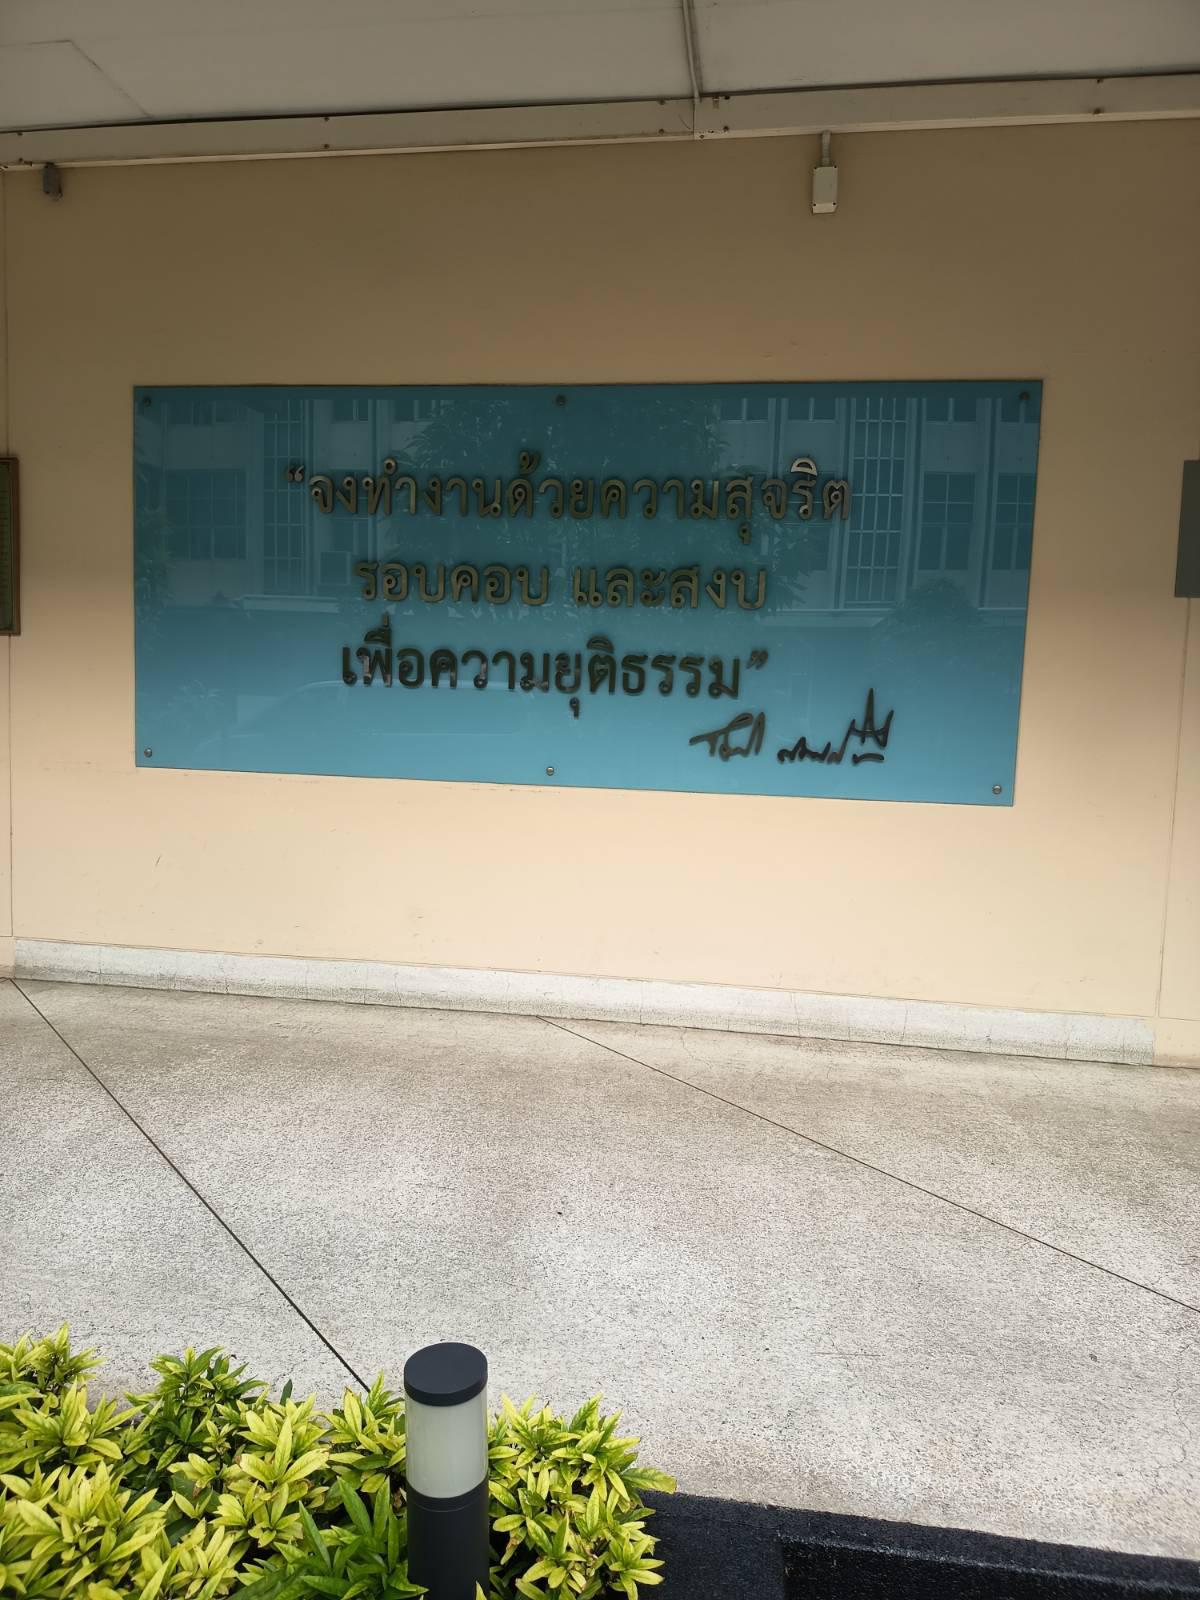 “จงทำงานด้วยความสุจริต
รอบคอบ และสงบ
เพื่อความยุติธรรม”